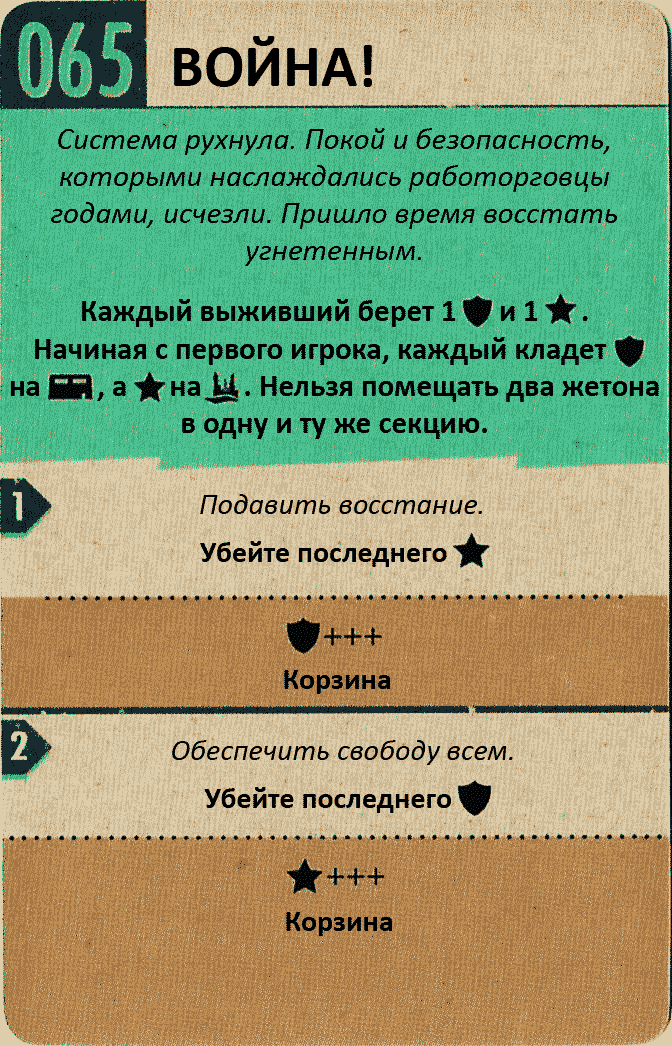 065 ВОЙНА!
Система рухнула. Покой и безопасность,
которыми наслаждались работорговцы
годами, исчезли. Пришло время восстать
угнетенным.
Каждый выживший берет 1 и 1 .
Начиная с первого игрока, каждый кладет
на , а на . Нельзя помещать два жетона
в одну и ту же секцию.
1 Подавить восстание.
Убейте последнего
+++
Корзина
2 Обеспечить свободу всем.
Убейте последнего
+++
Корзина